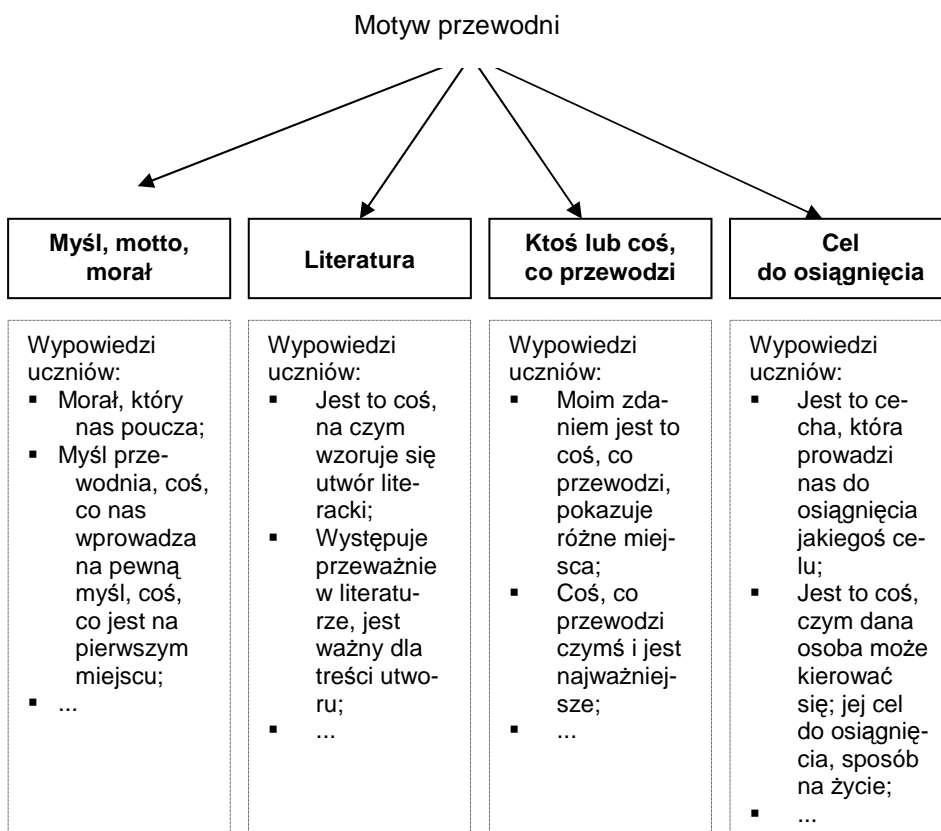 Motyw przewodni
Myśl, motto,
morał
Literatura
Ktoś lub coś,
co przewodzi
Cel
do osiągnięcia
Wypowiedzi
uczniów:
▪ Morał, który
nas poucza;
▪ Myśl prze-
wodnia, coś,
co nas
wprowadza
na pewną
myśl, coś,
co jest na
pierwszym
miejscu;
▪ ...
Wypowiedzi
uczniów:
▪ Jest to coś,
na czym
wzoruje się
utwór lite-
racki;
▪ Występuje
przeważnie
w literatu-
rze, jest
ważny dla
treści utwo-
ru;
▪ ...
Wypowiedzi
uczniów:
▪ Moim zda-
niem jest to
coś, co
przewodzi,
pokazuje
różne miej-
sca;
▪ Coś, co
przewodzi
czymś i jest
najważniej-
sze;
▪ ...
Wypowiedzi
uczniów:
▪ Jest to ce-
cha, która
prowadzi
nas do
osiągnięcia
jakiegoś ce-
lu;
▪ Jest to coś,
czym dana
osoba może
kierować
się; jej cel
do osiągnię-
cia, sposób
na życie;
▪ ...